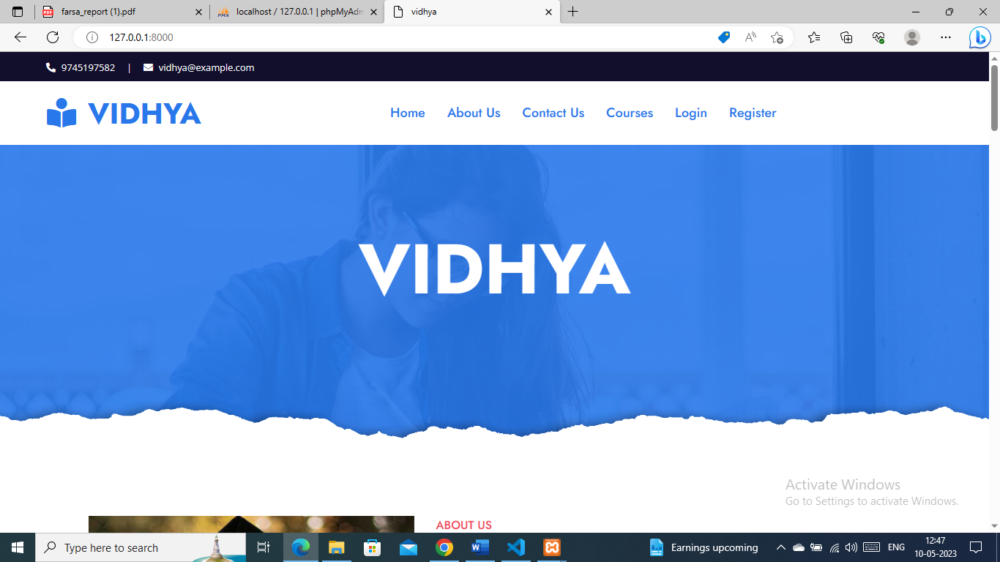 farsa_report (1).pdf
localhost / 127.0.0.1 | phpMyAdm
vidhya
127.0.0.1:8000
9745197582 | vidhya@example.com
VIDHYA
Home About Us Contact Us Courses Login Register
VIDHYA
Activate Windows
Go to Settings to activate Windows.
ABOUT US
Type here to search
Earnings upcoming
ENG
12:47
10-05-2023